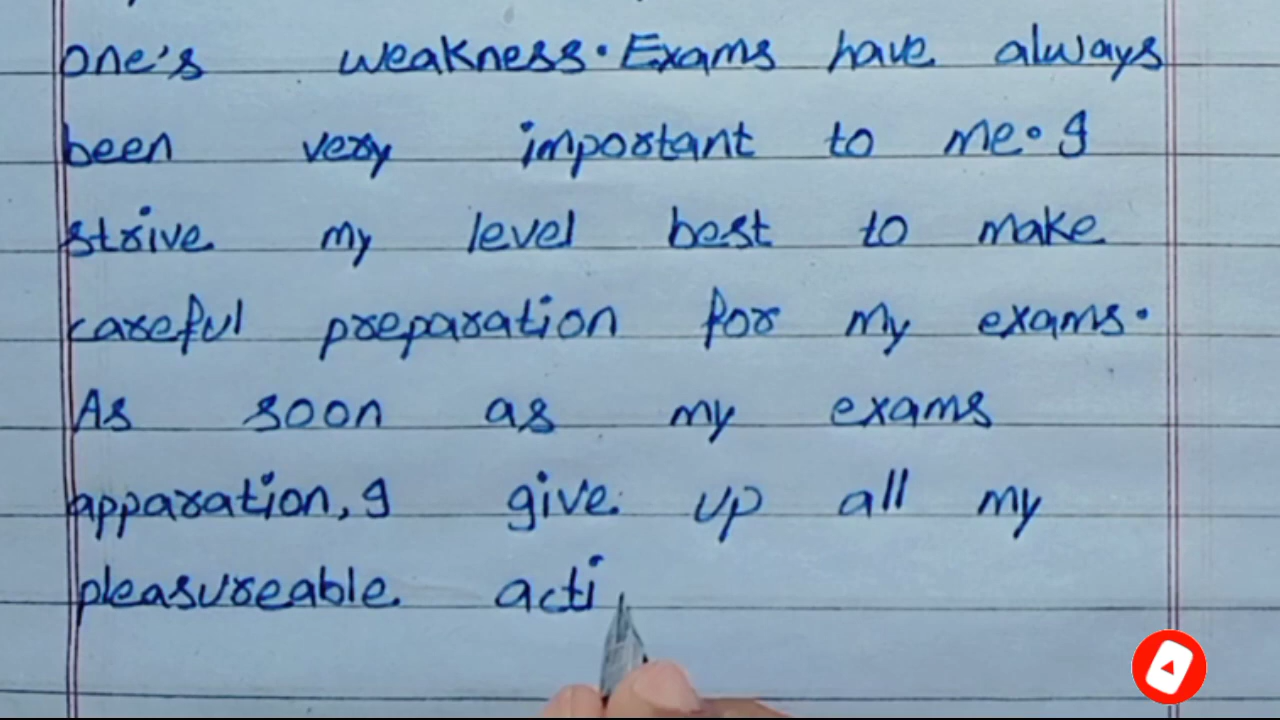 one's weakness. Exams have always
been very important to me. I
strive my level best to make
careful preparation for my exams.
As soon as my exams
apparation, I give up all my
pleasureable acti